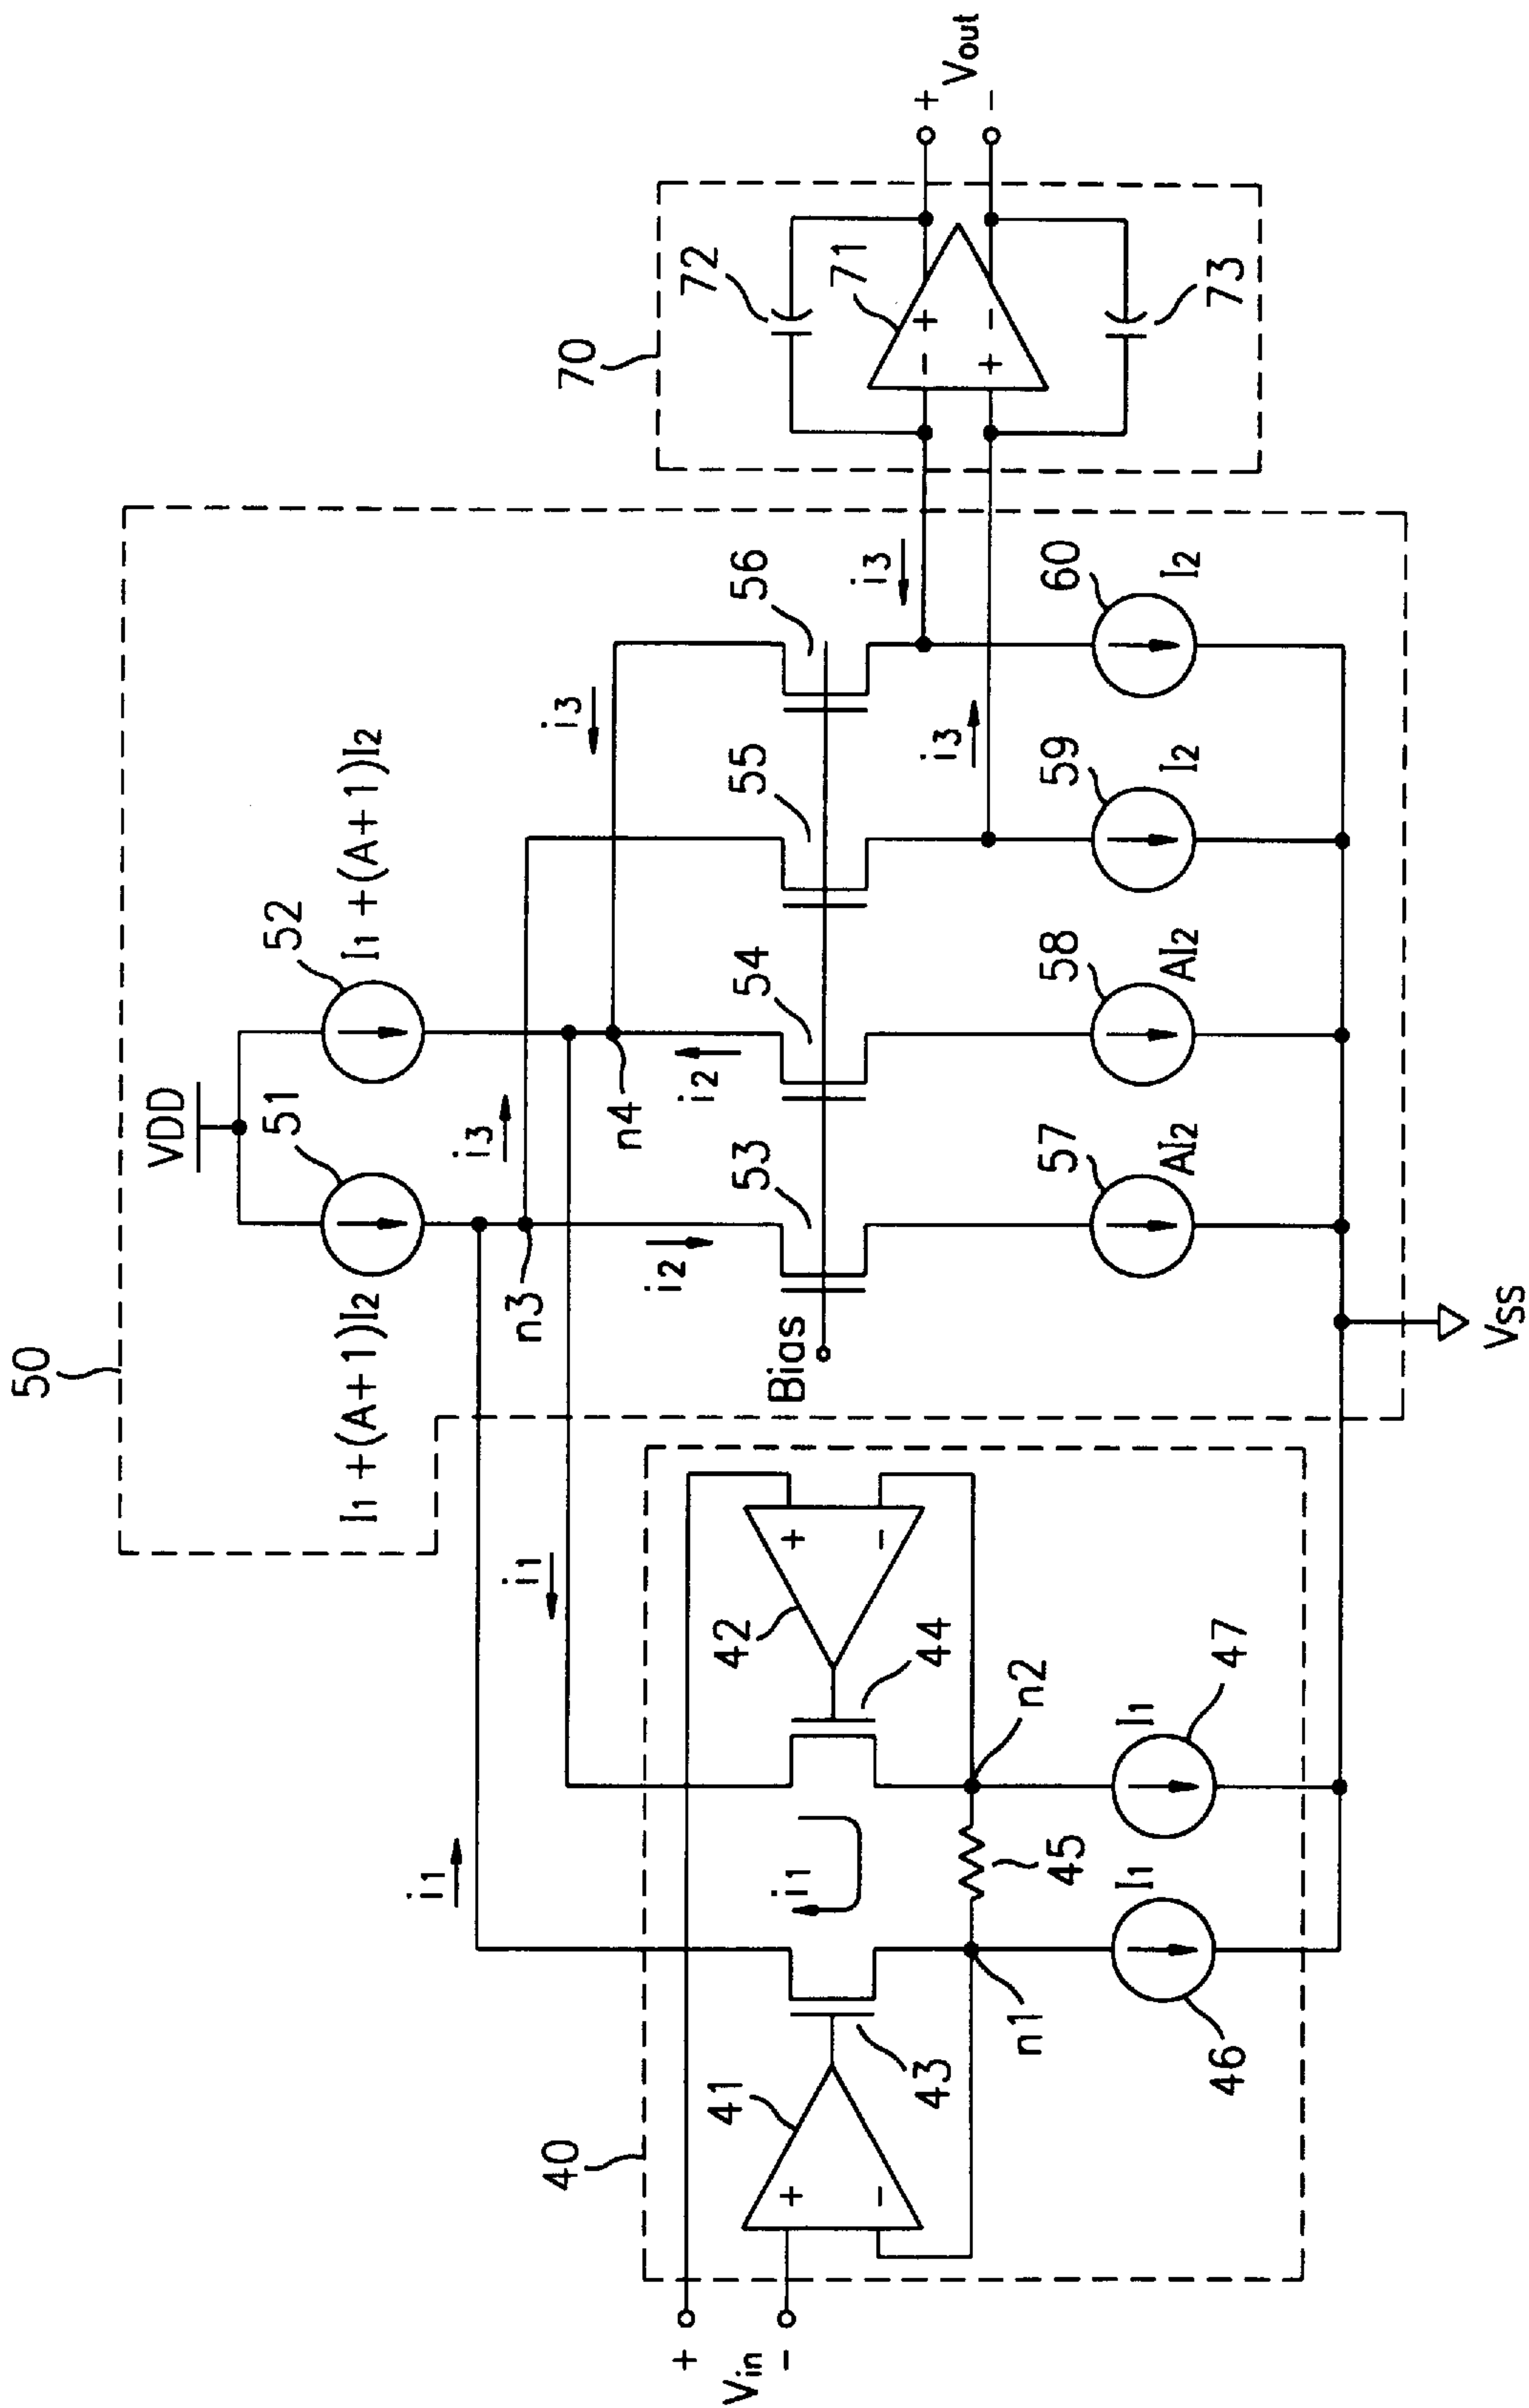 50
VDD
51
52
I1 +(A+1)I2
I1 +(A+1)I2
i1
i1
i3
i3
n3
n4
i2
i2
Bias
53
54
55
56
i3
i3
57
58
59
60
AI2
AI2
I2
I2
VSS
40
Vin
+
-
41
+
-
42
+
-
43
44
i1
45
n1
n2
46
47
I1
I1
70
71
72
73
-
+
+
-
+
Vout
-